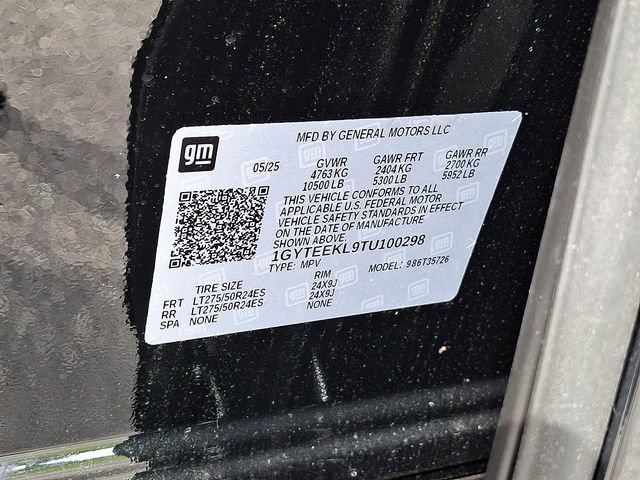 gm
MFD BY GENERAL MOTORS LLC
05/25 GVWR GAWR FRT GAWR RR
4763 KG 2404 KG 2700 KG
10500 LB 5300 LB 5952 LB
THIS VEHICLE CONFORMS TO ALL
APPLICABLE U.S. FEDERAL MOTOR
VEHICLE SAFETY STANDARDS IN EFFECT
ON THE DATE OF MANUFACTURE
SHOWN ABOVE.
1GYTEEKL9TU100298
TYPE: MPV MODEL: 986T35726
TIRE SIZE RIM
FRT LT275/50R24ES 24X9J
RR LT275/50R24ES 24X9J
SPA NONE NONE